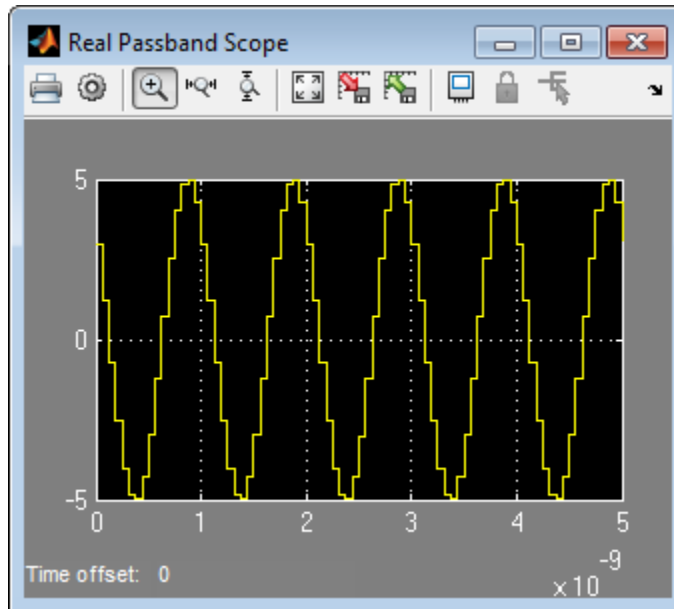 Real Passband Scope
5
0
-5
0 1 2 3 4 5
x 10 -9
Time offset: 0